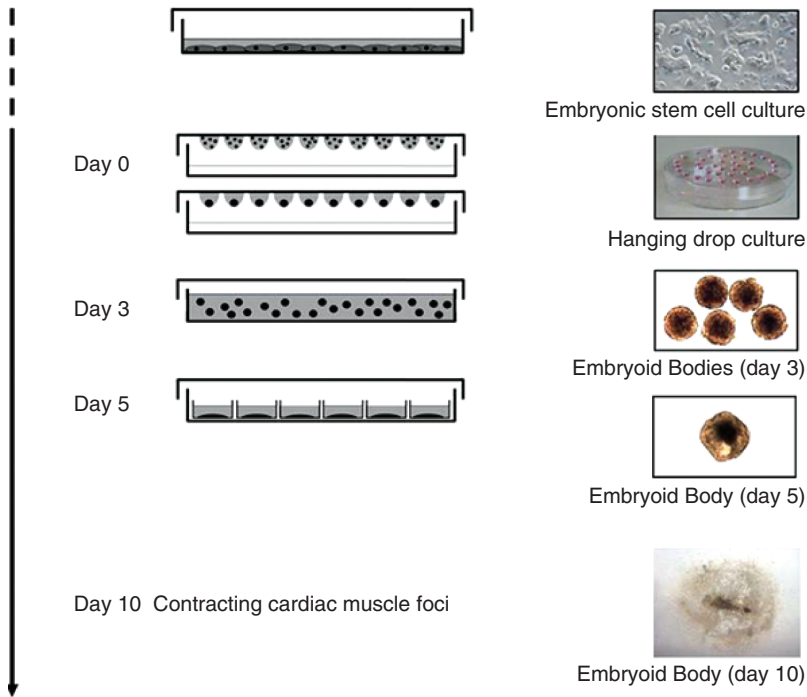 Embryonic stem cell culture
Day 0
Hanging drop culture
Day 3
Embryoid Bodies (day 3)
Day 5
Embryoid Body (day 5)
Day 10 Contracting cardiac muscle foci
Embryoid Body (day 10)